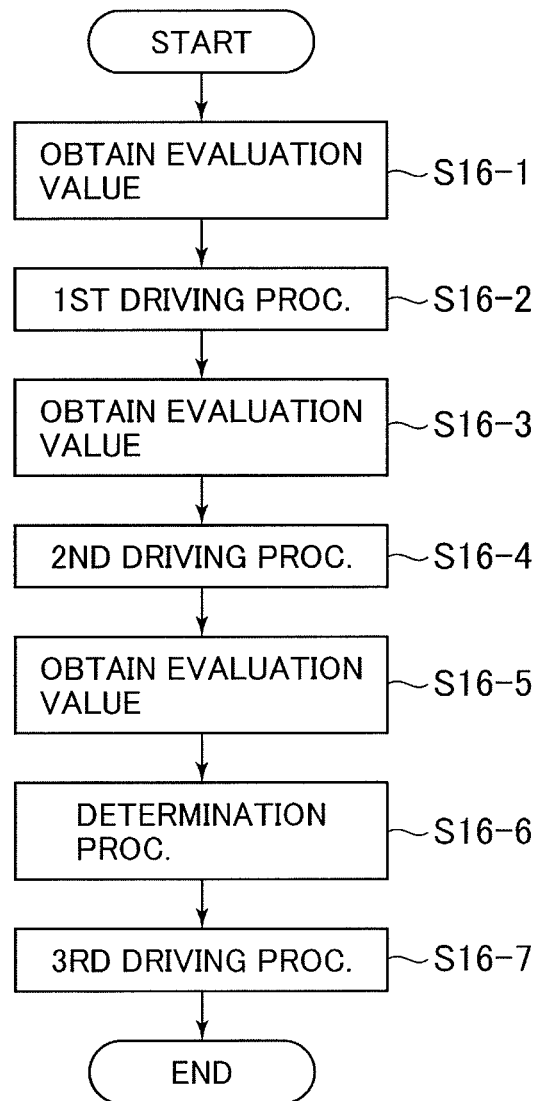 START
OBTAIN EVALUATION
VALUE
S16-1
1ST DRIVING PROC.
S16-2
OBTAIN EVALUATION
VALUE
S16-3
2ND DRIVING PROC.
S16-4
OBTAIN EVALUATION
VALUE
S16-5
DETERMINATION
PROC.
S16-6
3RD DRIVING PROC.
S16-7
END